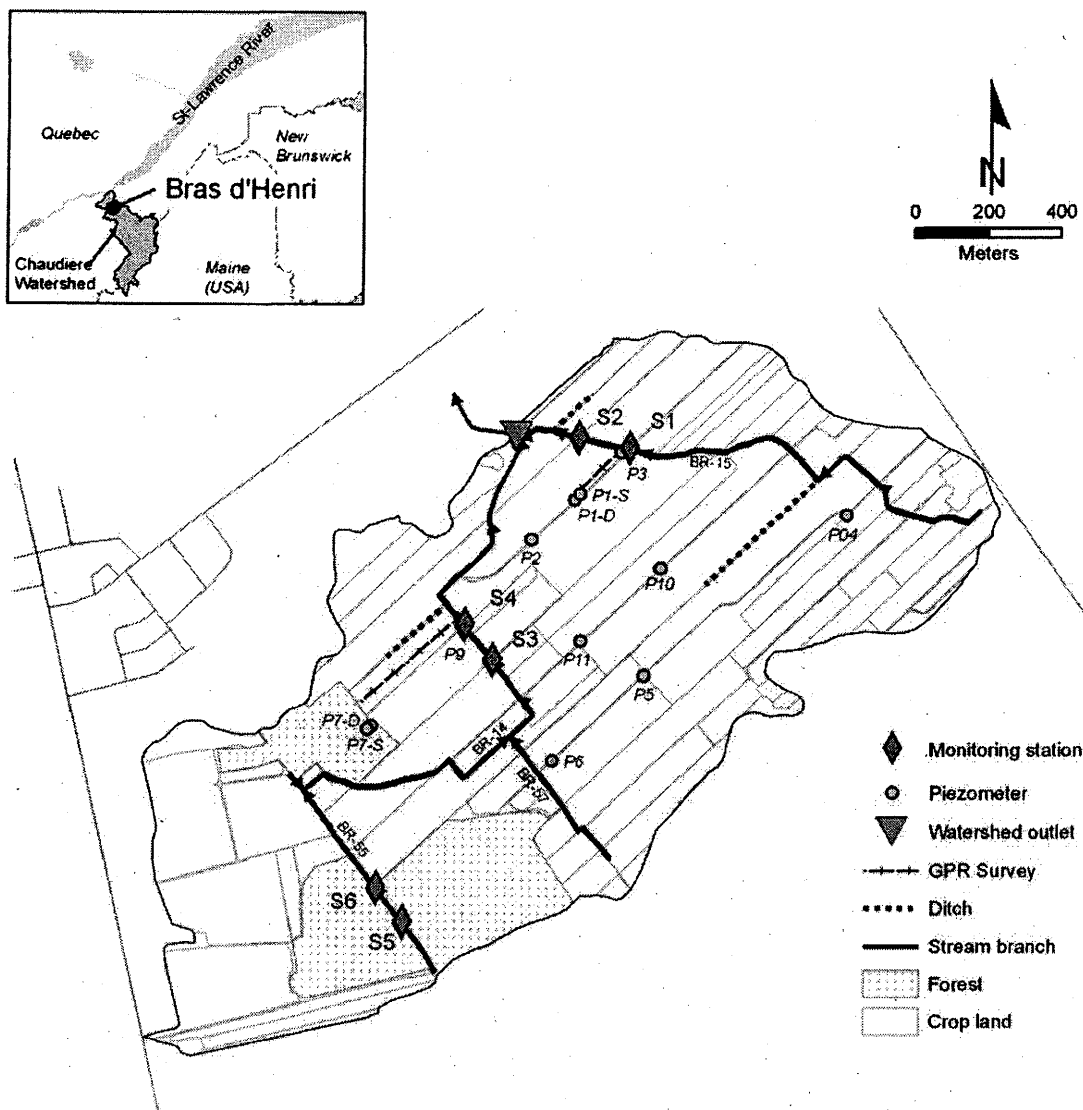 St-Lawrence River
Quebec
New
Brunswick
Bras d'Henri
Chaudiere
Watershed
Maine
(USA)
N
0 200 400
Meters
S2
S1
BR-15
P3
P1-S
P1-D
P04
P2
P10
S4
S3
P9
P11
P5
P7-D
P7-S
BR-14
P6
BR-57
BR-55
S6
S5
Monitoring station
Piezometer
Watershed outlet
GPR Survey
Ditch
Stream branch
Forest
Crop land